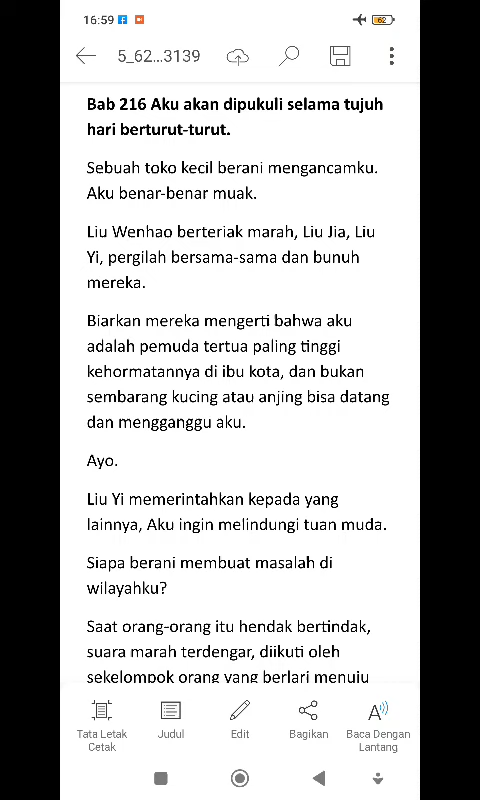 16:59
62
5_62...3139
Bab 216 Aku akan dipukuli selama tujuh
hari berturut-turut.
Sebuah toko kecil berani mengancamku.
Aku benar-benar muak.
Liu Wenhao berteriak marah, Liu Jia, Liu
Yi, pergilah bersama-sama dan bunuh
mereka.
Biarkan mereka mengerti bahwa aku
adalah pemuda tertua paling tinggi
kehormatannya di ibu kota, dan bukan
sembarang kucing atau anjing bisa datang
dan mengganggu aku.
Ayo.
Liu Yi memerintahkan kepada yang
lainnya, Aku ingin melindungi tuan muda.
Siapa berani membuat masalah di
wilayahku?
Saat orang-orang itu hendak bertindak,
suara marah terdengar, diikuti oleh
sekelompok orang yang berlari menuju
Tata Letak
Cetak
Judul
Edit
Bagikan
Baca Dengan
Lantang